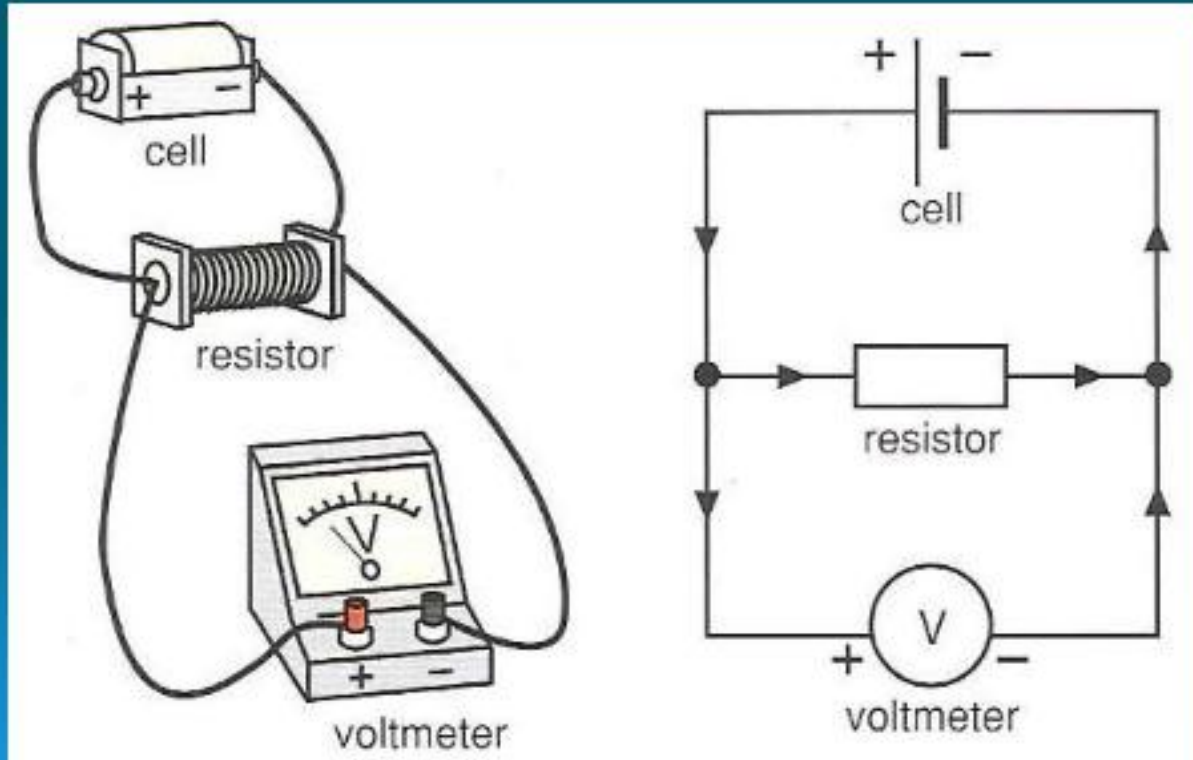 + −
cell
resistor
V
+ −
voltmeter
+ −
cell
resistor
V
+ −
voltmeter